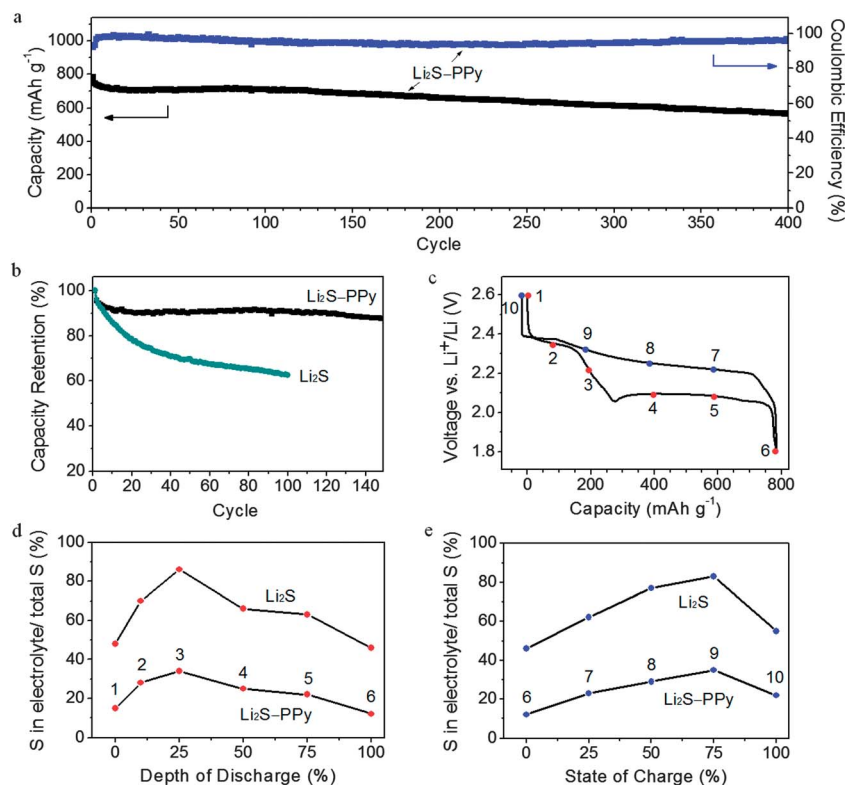 a
Capacity (mAh g⁻¹)
1000
800
600
400
200
0
Li₂S–PPy
100
80
60
40
20
0
Coulombic Efficiency (%)
0 50 100 150 200 250 300 350 400
Cycle
b
Capacity Retention (%)
100
80
60
40
20
Li₂S–PPy
Li₂S
0 20 40 60 80 100 120 140
Cycle
c
Voltage vs. Li⁺/Li (V)
2.6
2.4
2.2
2.0
1.8
10 1
2
3
4
5
6
7
8
9
0 200 400 600 800
Capacity (mAh g⁻¹)
d
S in electrolyte/ total S (%)
100
80
60
40
20
0
Li₂S
1 2 3 4 5 6
Li₂S–PPy
0 25 50 75 100
Depth of Discharge (%)
e
S in electrolyte/ total S (%)
100
80
60
40
20
0
Li₂S
6 7 8 9 10
Li₂S–PPy
0 25 50 75 100
State of Charge (%)